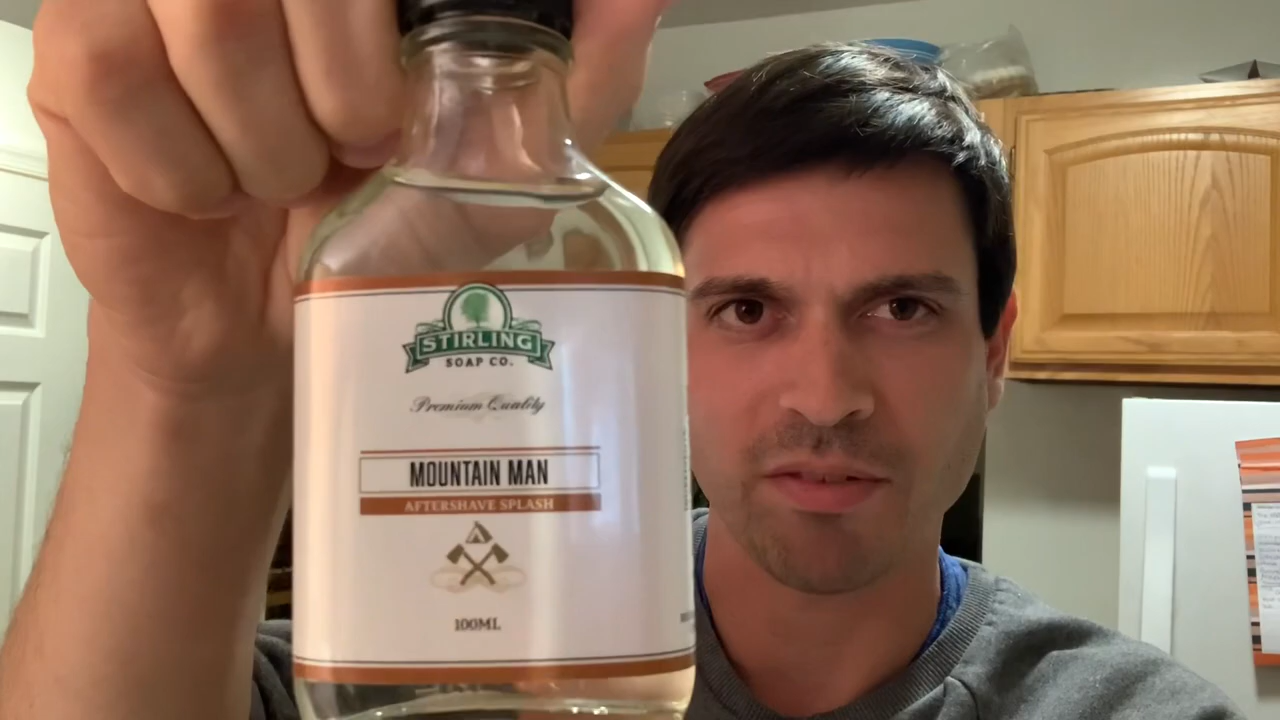 STIRLING
SOAP CO.
Premium Quality
MOUNTAIN MAN
AFTERSHAVE SPLASH
100ML